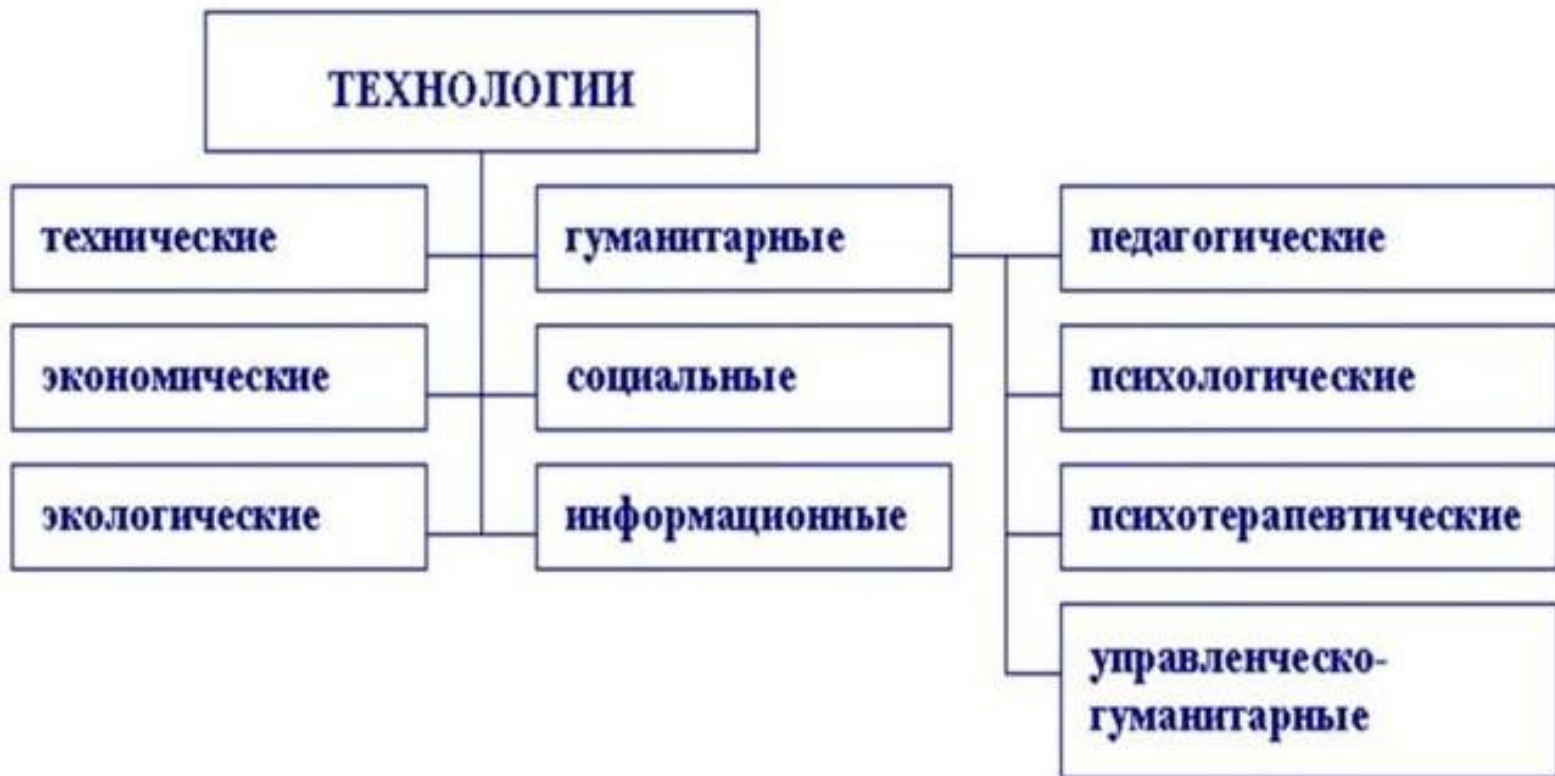 ТЕХНОЛОГИИ
технические
гуманитарные
педагогические
экономические
социальные
психологические
экологические
информационные
психотерапевтические
управленческо-
гуманитарные